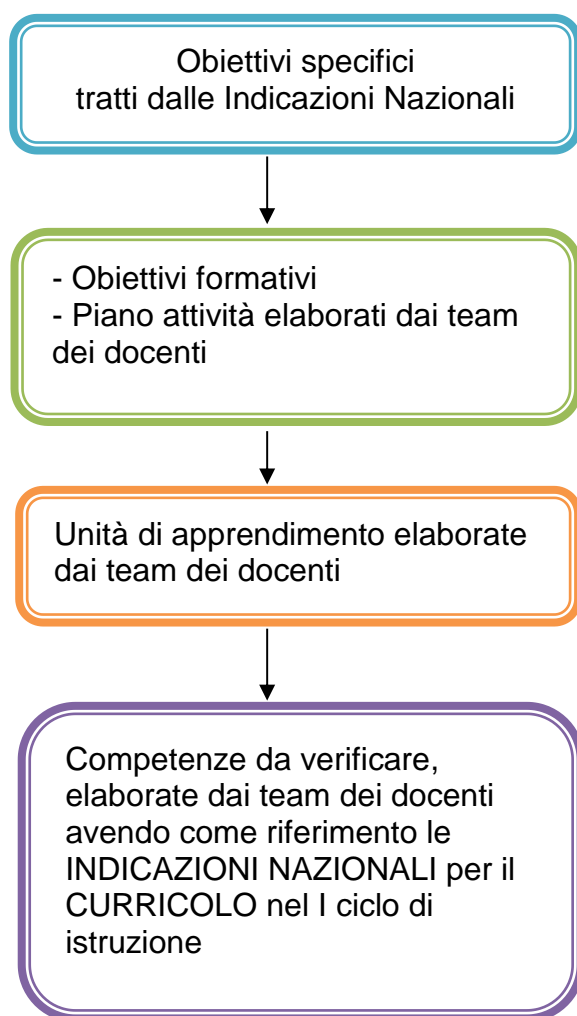 Obiettivi specifici
tratti dalle Indicazioni Nazionali
- Obiettivi formativi
- Piano attività elaborati dai team
dei docenti
Unità di apprendimento elaborate
dai team dei docenti
Competenze da verificare,
elaborate dai team dei docenti
avendo come riferimento le
INDICAZIONI NAZIONALI per il
CURRICOLO nel I ciclo di
istruzione